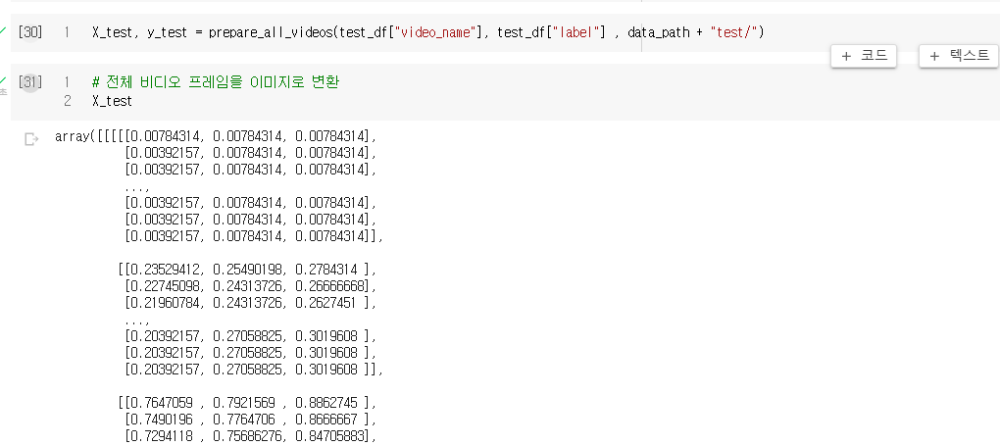 [30] 1 X_test, y_test = prepare_all_videos(test_df["video_name"], test_df["label"] , data_path + "test/")
+ 코드 + 텍스트
[31] 1 # 전체 비디오 프레임을 이미지로 변환
2 X_test
초
array([[[[[0.00784314, 0.00784314, 0.00784314],
[0.00392157, 0.00784314, 0.00784314],
[0.00392157, 0.00784314, 0.00784314],
...,
[0.00392157, 0.00784314, 0.00784314],
[0.00392157, 0.00784314, 0.00784314],
[0.00392157, 0.00784314, 0.00784314]],
[[0.23529412, 0.25490198, 0.2784314 ],
[0.22745098, 0.24313726, 0.26666668],
[0.21960784, 0.24313726, 0.2627451 ],
...,
[0.20392157, 0.27058825, 0.3019608 ],
[0.20392157, 0.27058825, 0.3019608 ],
[0.20392157, 0.27058825, 0.3019608 ]],
[[0.7647059 , 0.7921569 , 0.8862745 ],
[0.7490196 , 0.7764706 , 0.8666667 ],
[0.7294118 , 0.75686276, 0.84705883],